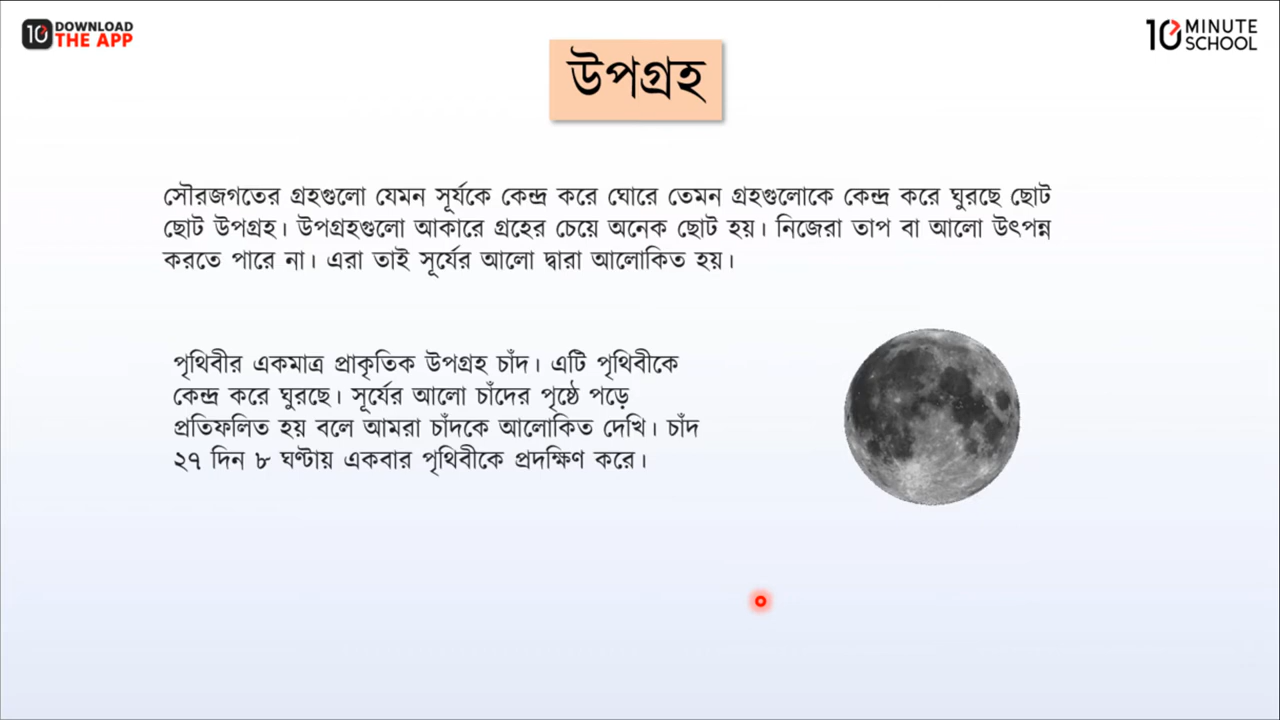 10 DOWNLOAD THE APP
10 MINUTE SCHOOL
উপগ্রহ
সৌরজগতের গ্রহগুলো যেমন সূর্যকে কেন্দ্র করে ঘোরে তেমন গ্রহগুলোকে কেন্দ্র করে ঘুরছে ছোট
ছোট উপগ্রহ। উপগ্রহগুলো আকারে গ্রহের চেয়ে অনেক ছোট হয়। নিজেরা তাপ বা আলো উৎপন্ন
করতে পারে না। এরা তাই সূর্যের আলো দ্বারা আলোকিত হয়।
পৃথিবীর একমাত্র প্রাকৃতিক উপগ্রহ চাঁদ। এটি পৃথিবীকে
কেন্দ্র করে ঘুরছে। সূর্যের আলো চাঁদের পৃষ্ঠে পড়ে
প্রতিফলিত হয় বলে আমরা চাঁদকে আলোকিত দেখি। চাঁদ
২৭ দিন ৮ ঘণ্টায় একবার পৃথিবীকে প্রদক্ষিণ করে।